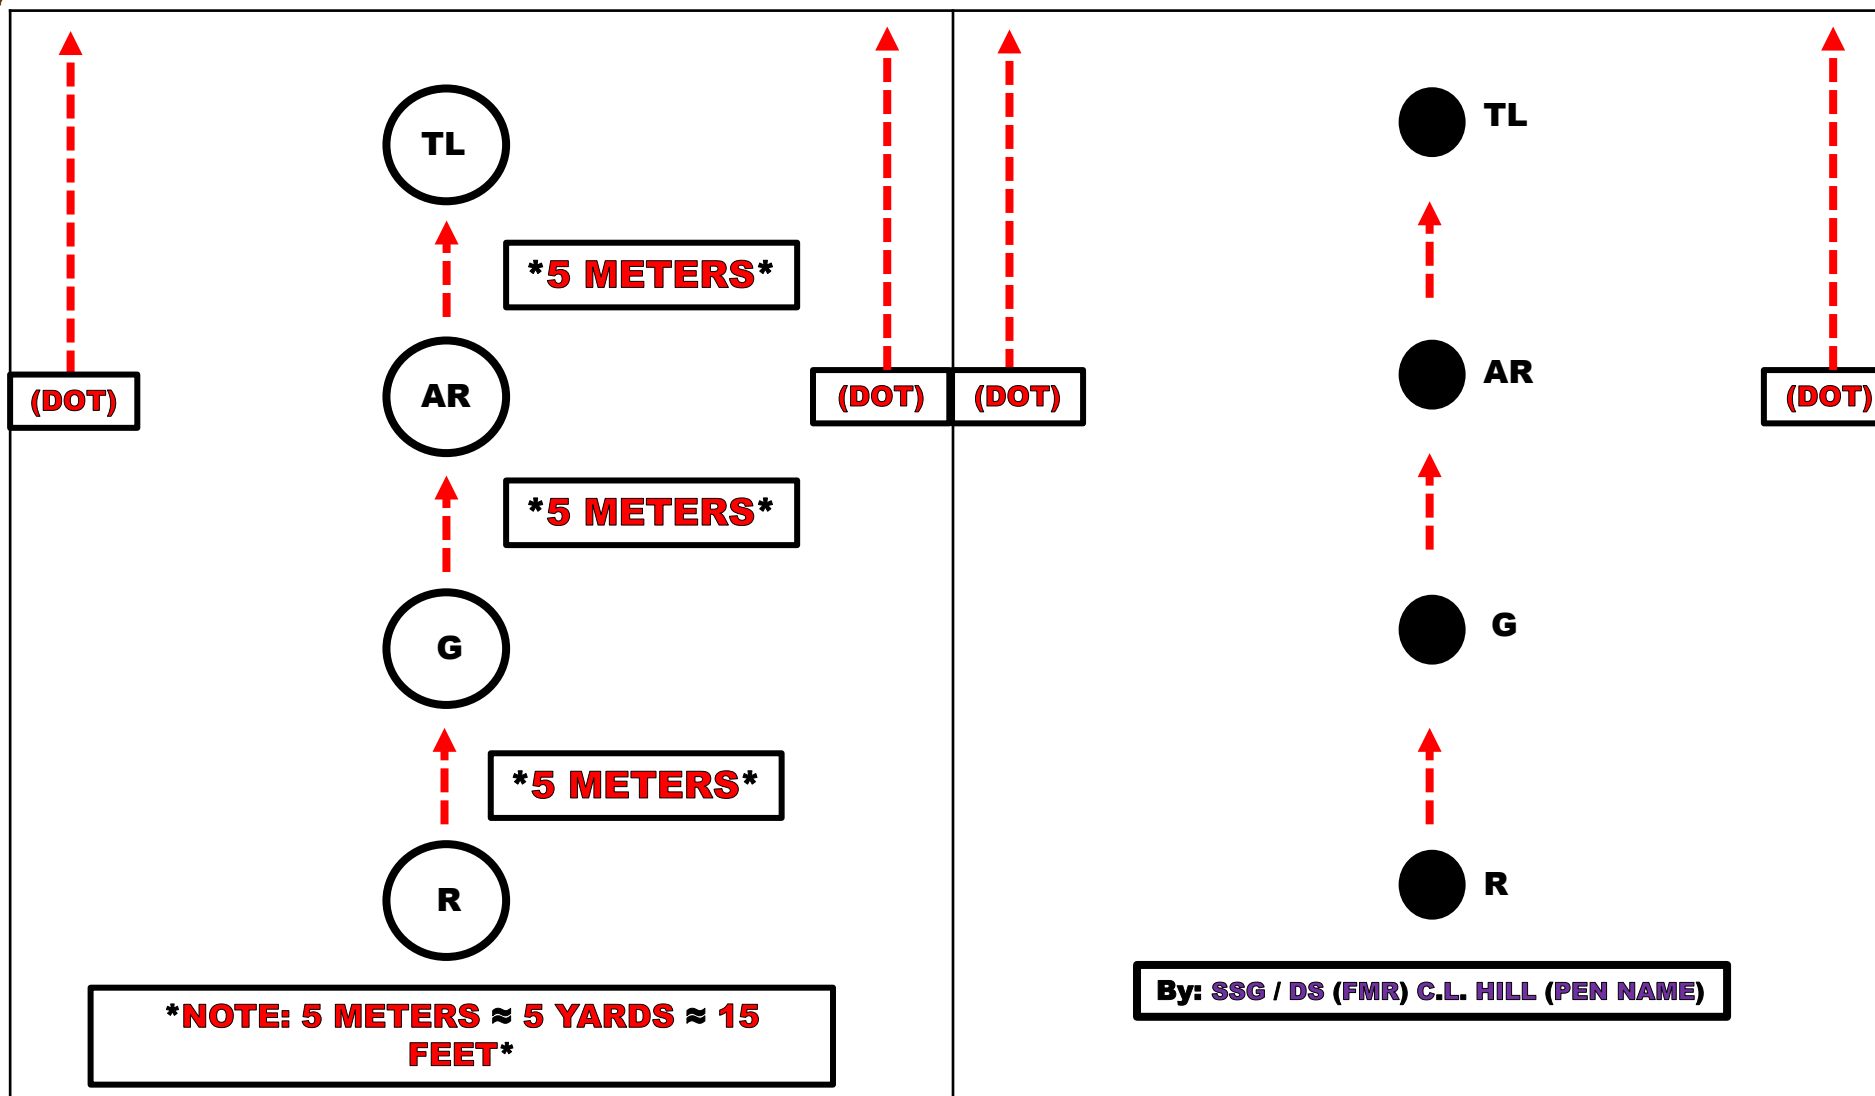 TL
*5 METERS*
AR
(DOT)
(DOT)
*5 METERS*
G
*5 METERS*
R
*NOTE: 5 METERS ≈ 5 YARDS ≈ 15
FEET*
TL
AR
(DOT)
(DOT)
G
R
By: SSG / DS (FMR) C.L. HILL (PEN NAME)